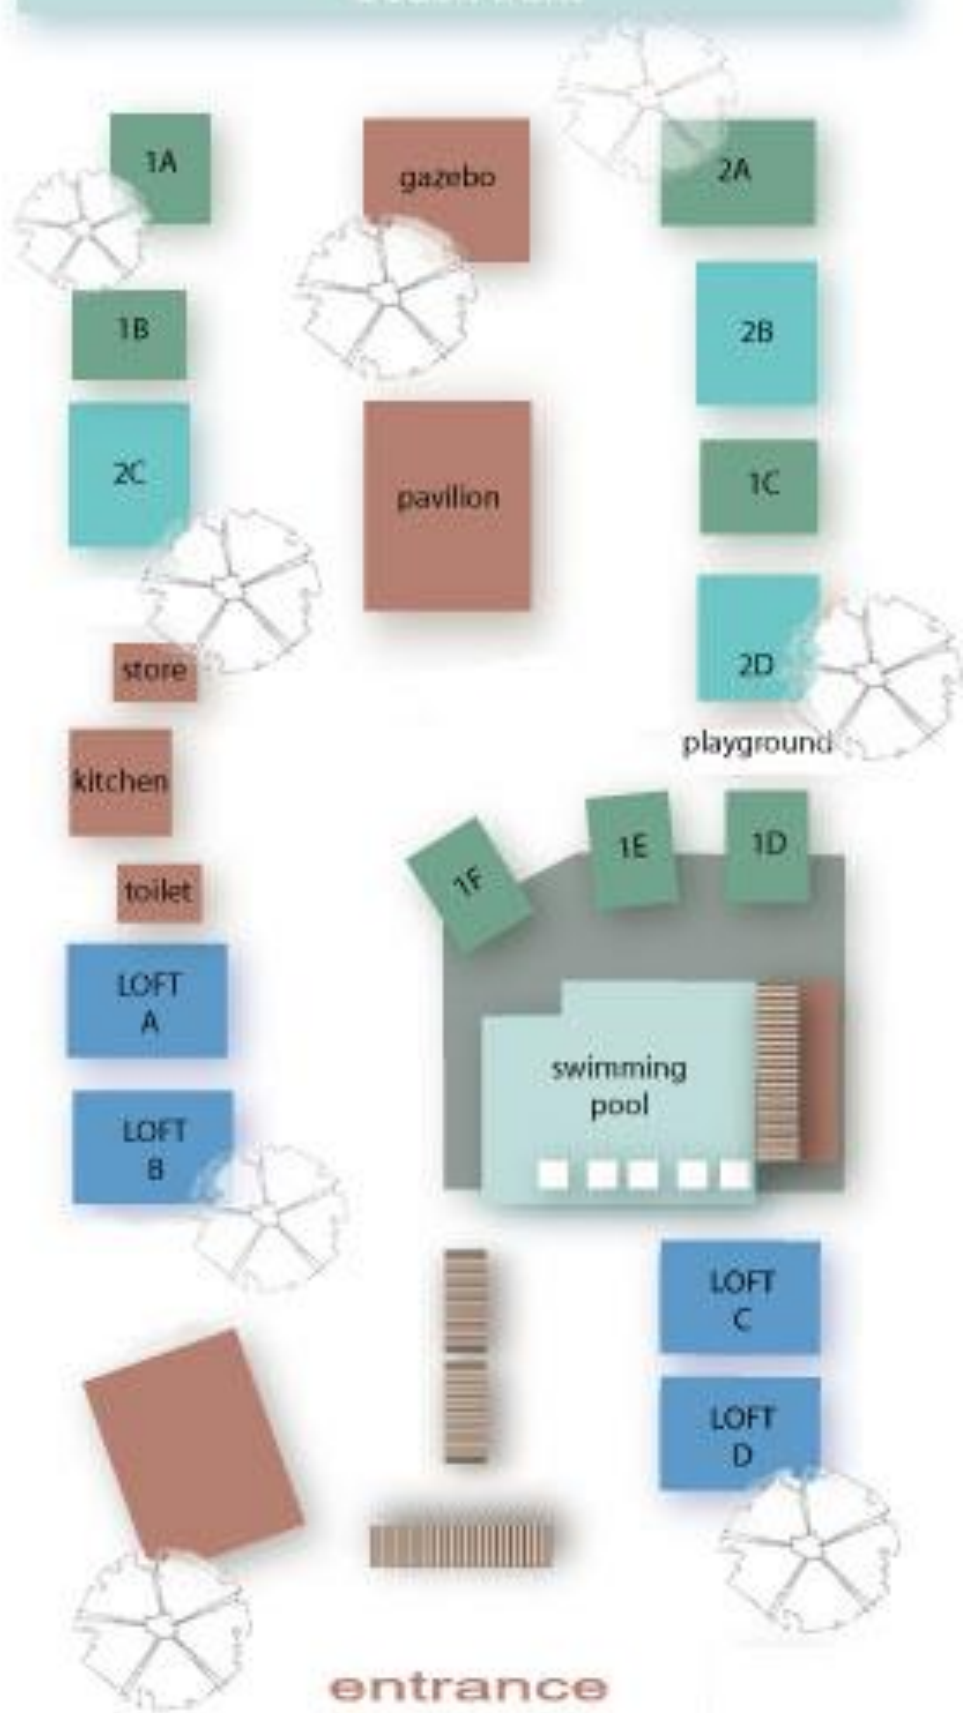 1A
gazebo
2A
1B
2B
2C
pavilion
1C
store
2D
playground
kitchen
1F
1E
1D
toilet
LOFT
A
swimming
pool
LOFT
B
LOFT
C
LOFT
D
entrance